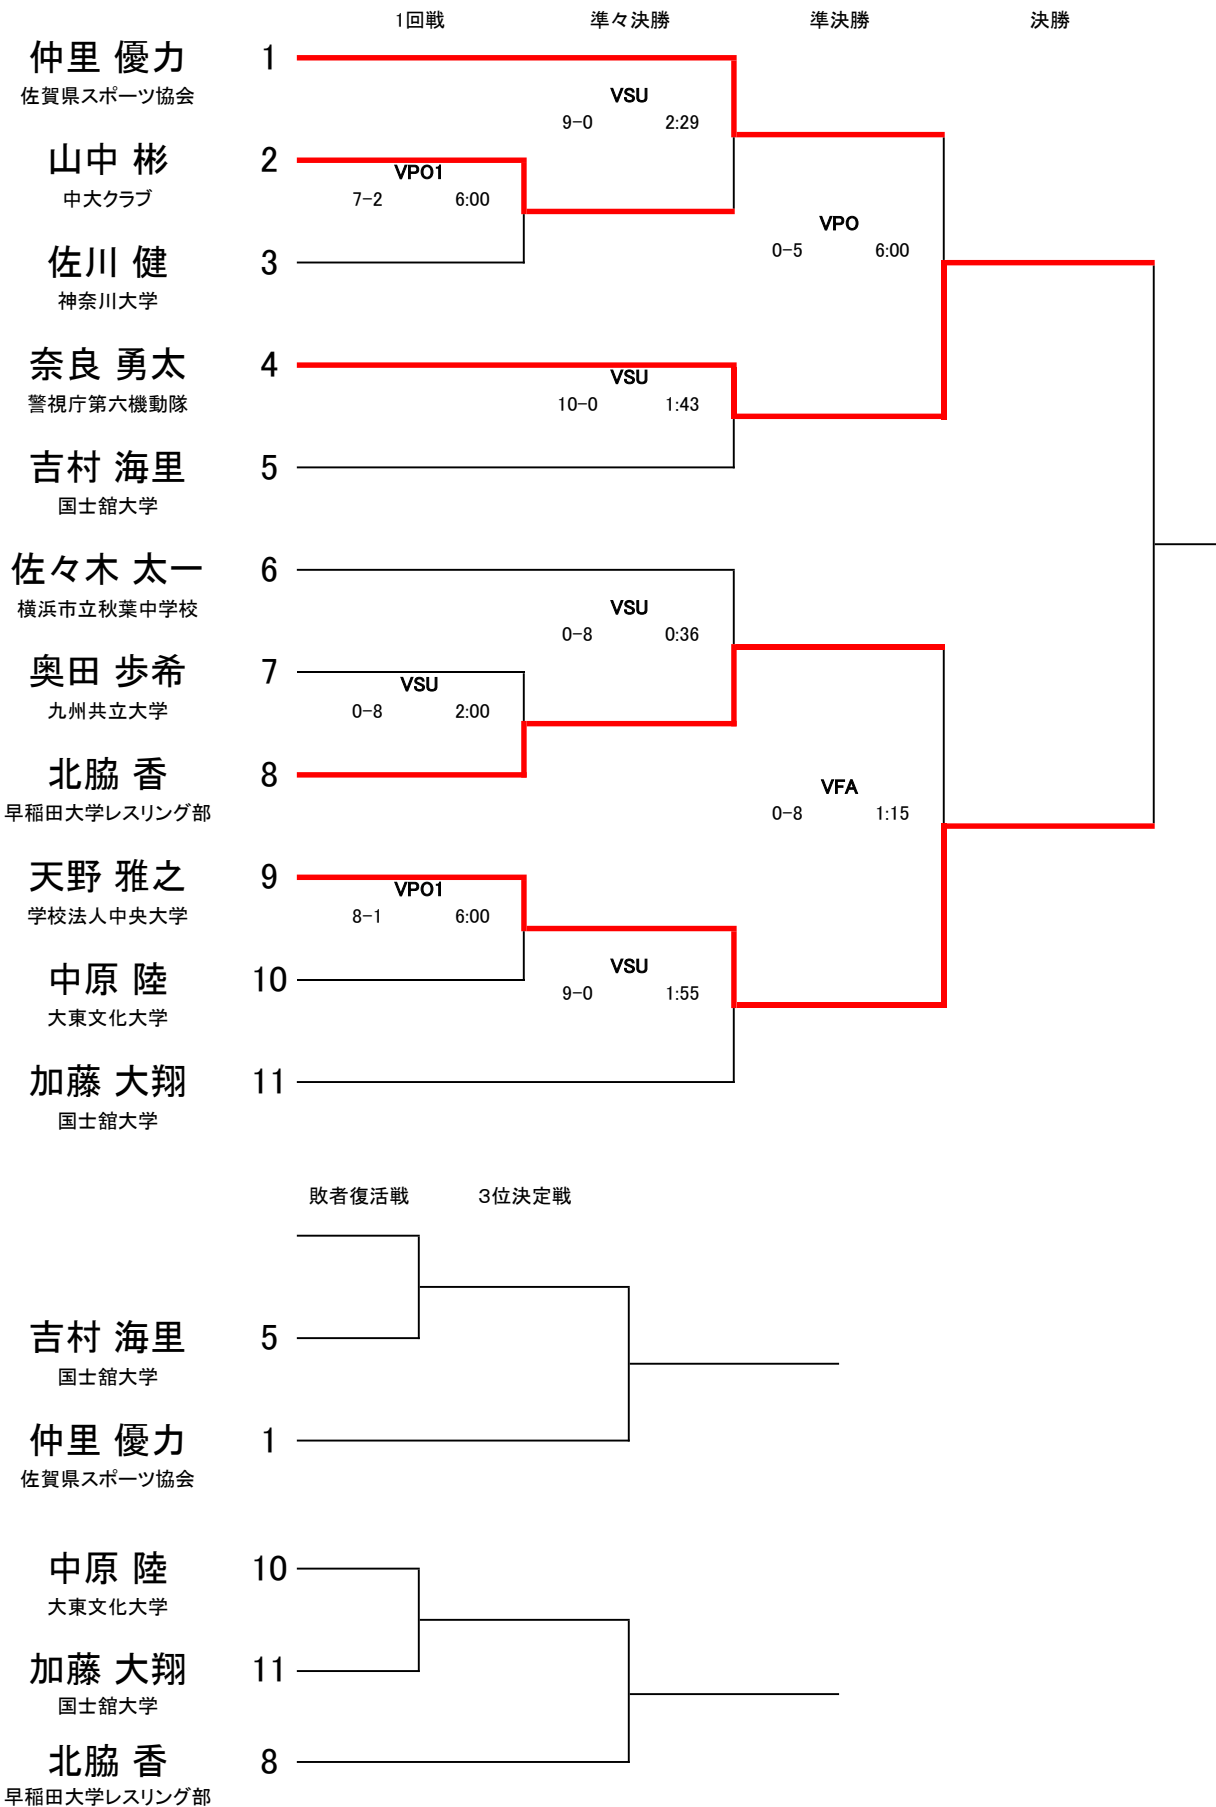 1回戦 準々決勝 準決勝 決勝
仲里 優力 1
佐賀県スポーツ協会
VSU
9-0 2:29
山中 彬 2
中大クラブ
VPO1
7-2 6:00
佐川 健 3
神奈川大学
VPO
0-5 6:00
奈良 勇太 4
警視庁第六機動隊
VSU
10-0 1:43
吉村 海里 5
国士舘大学
佐々木 太一 6
横浜市立秋葉中学校
VSU
0-8 0:36
奥田 歩希 7
九州共立大学
VSU
0-8 2:00
北脇 香 8
早稲田大学レスリング部
VFA
0-8 1:15
天野 雅之 9
学校法人中央大学
VPO1
8-1 6:00
中原 陸 10
大東文化大学
VSU
9-0 1:55
加藤 大翔 11
国士舘大学
敗者復活戦 3位決定戦
吉村 海里 5
国士舘大学
仲里 優力 1
佐賀県スポーツ協会
中原 陸 10
大東文化大学
加藤 大翔 11
国士舘大学
北脇 香 8
早稲田大学レスリング部